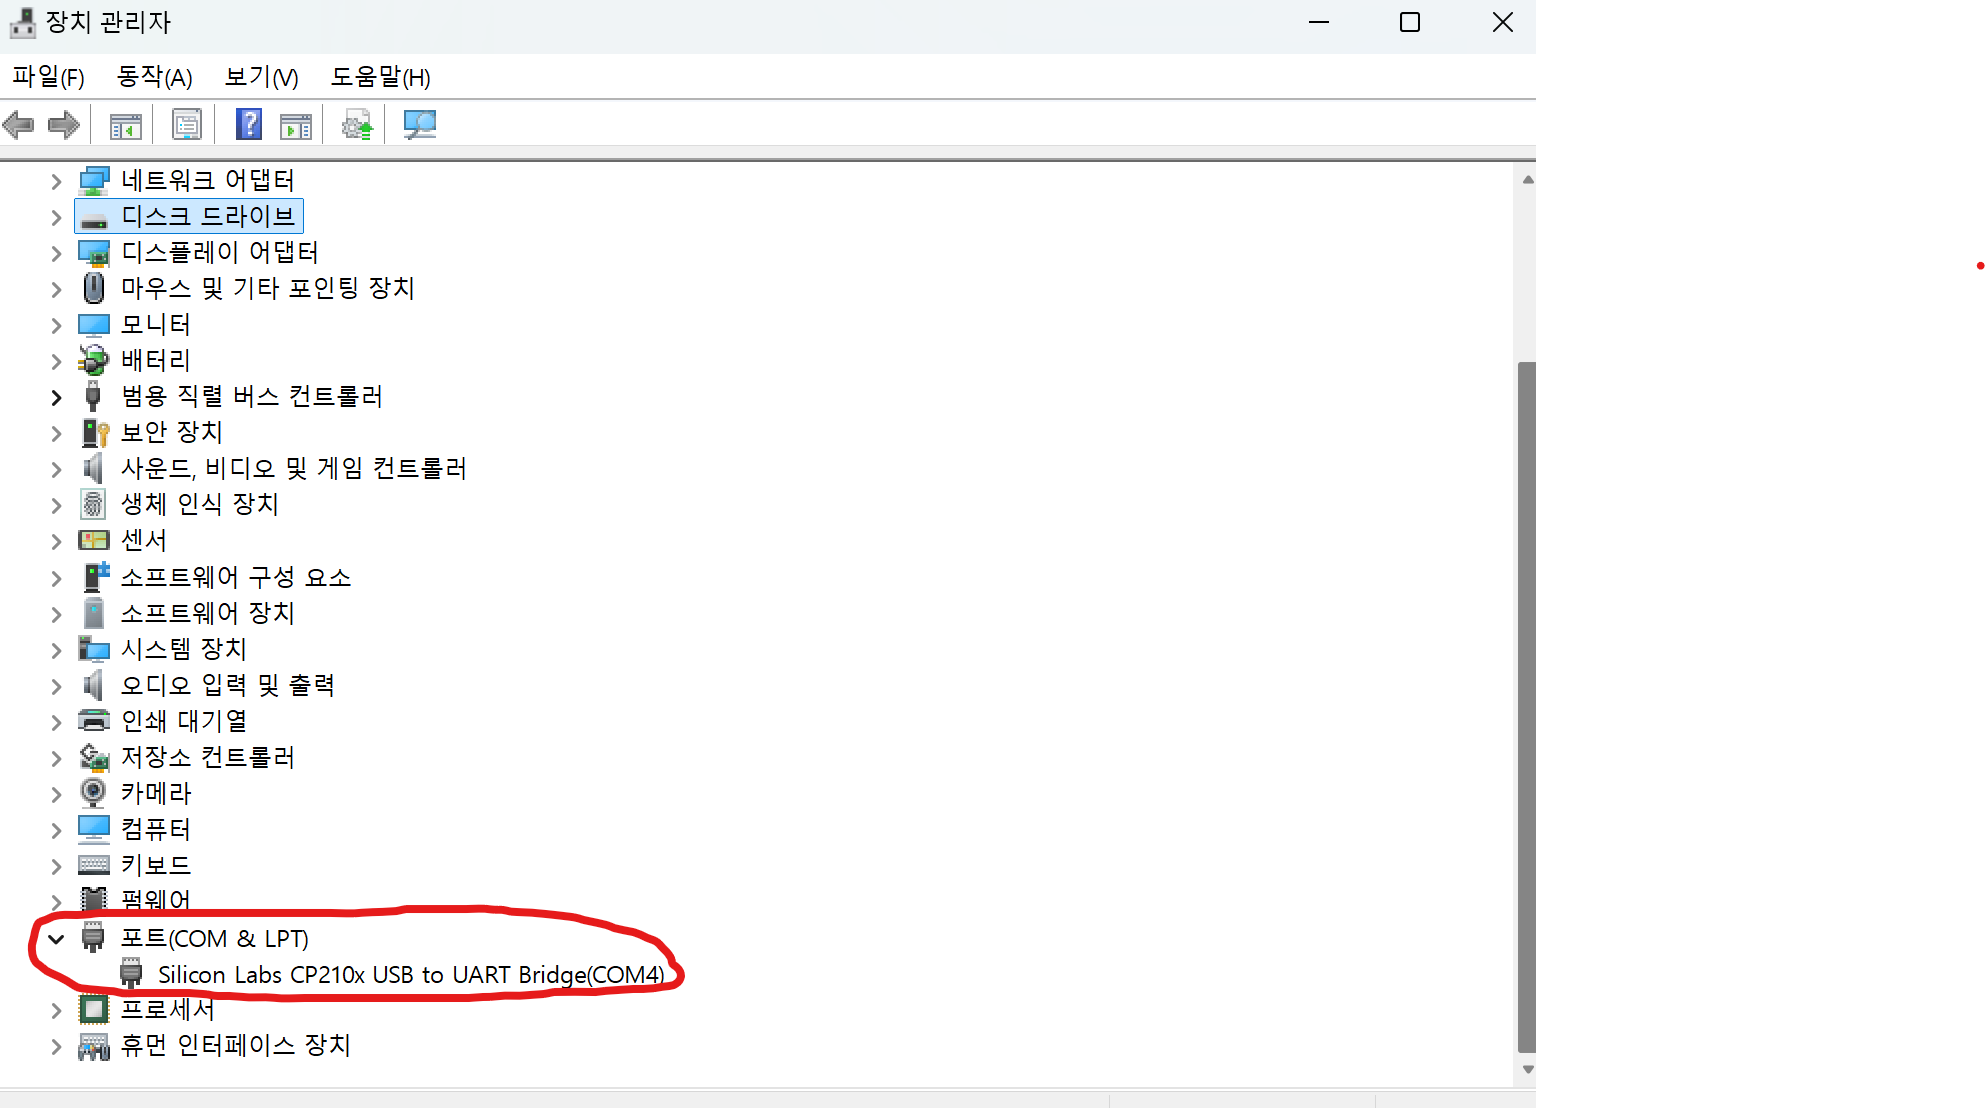 장치 관리자
파일(F) 동작(A) 보기(V) 도움말(H)
네트워크 어댑터
디스크 드라이브
디스플레이 어댑터
마우스 및 기타 포인팅 장치
모니터
배터리
범용 직렬 버스 컨트롤러
보안 장치
사운드, 비디오 및 게임 컨트롤러
생체 인식 장치
센서
소프트웨어 구성 요소
소프트웨어 장치
시스템 장치
오디오 입력 및 출력
인쇄 대기열
저장소 컨트롤러
카메라
컴퓨터
키보드
펌웨어
포트(COM & LPT)
Silicon Labs CP210x USB to UART Bridge(COM4)
프로세서
휴먼 인터페이스 장치